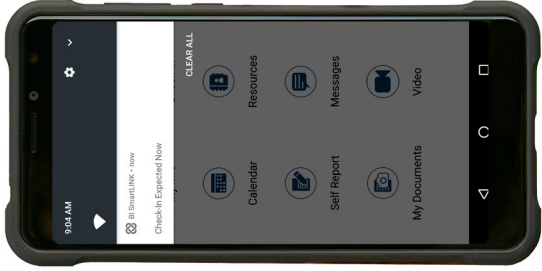 9:04 AM
BI SmartLINK • now
Check-In Expected Now
CLEAR ALL
Calendar
Resources
Self Report
Messages
My Documents
Video